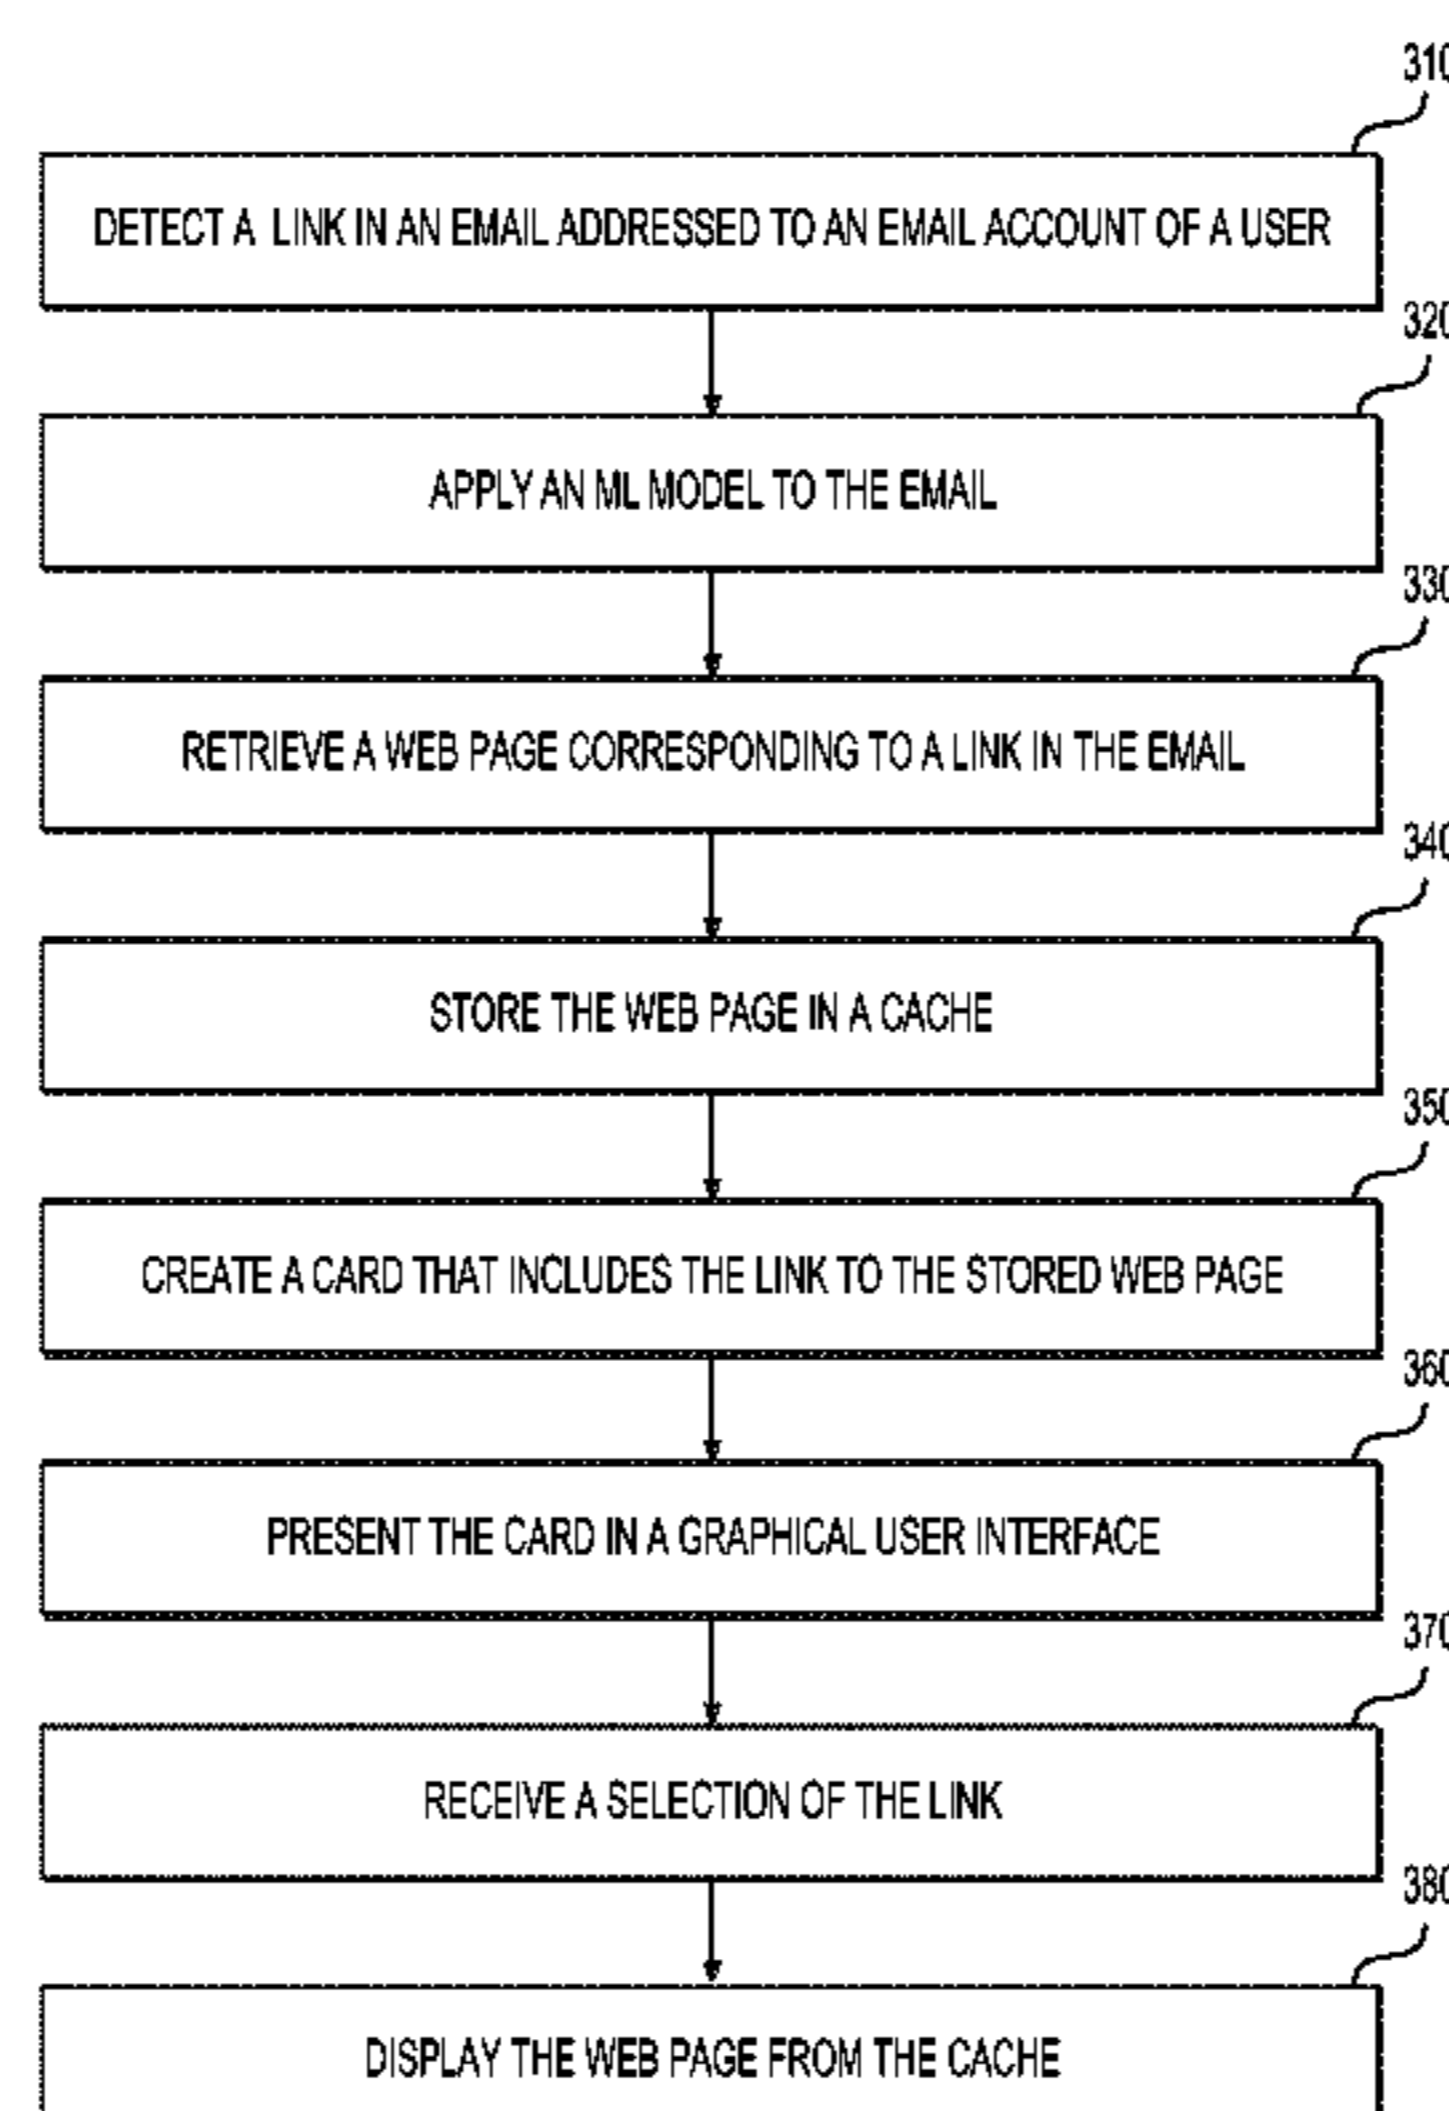 310
DETECT A LINK IN AN EMAIL ADDRESSED TO AN EMAIL ACCOUNT OF A USER
320
APPLY AN ML MODEL TO THE EMAIL
330
RETRIEVE A WEB PAGE CORRESPONDING TO A LINK IN THE EMAIL
340
STORE THE WEB PAGE IN A CACHE
350
CREATE A CARD THAT INCLUDES THE LINK TO THE STORED WEB PAGE
360
PRESENT THE CARD IN A GRAPHICAL USER INTERFACE
370
RECEIVE A SELECTION OF THE LINK
380
DISPLAY THE WEB PAGE FROM THE CACHE